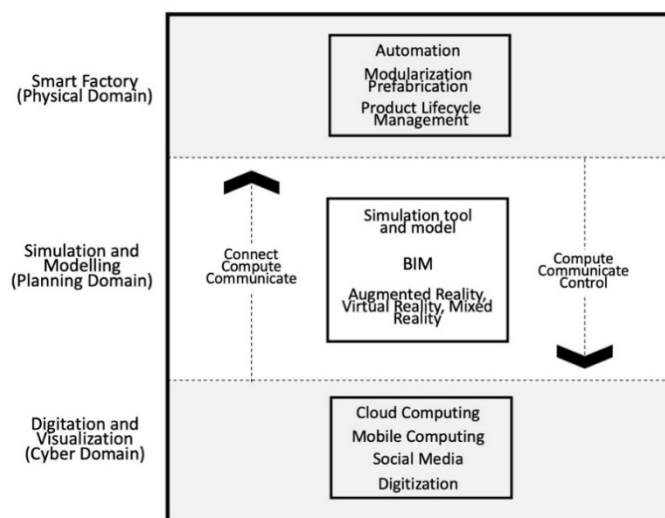 Smart Factory
(Physical Domain)
Automation
Modularization
Prefabrication
Product Lifecycle
Management
Simulation and
Modelling
(Planning Domain)
Connect
Compute
Communicate
Simulation tool
and model
BIM
Augmented Reality,
Virtual Reality, Mixed
Reality
Compute
Communicate
Control
Digitation and
Visualization
(Cyber Domain)
Cloud Computing
Mobile Computing
Social Media
Digitization